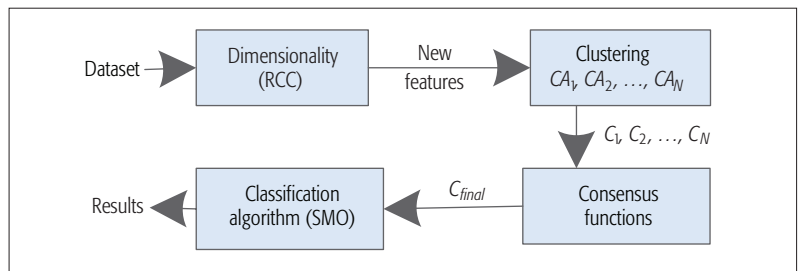 Dataset
Dimensionality
(RCC)
New
features
Clustering
CA1, CA2, ..., CAN
C1, C2, ..., CN
Results
Classification
algorithm (SMO)
Cfinal
Consensus
functions